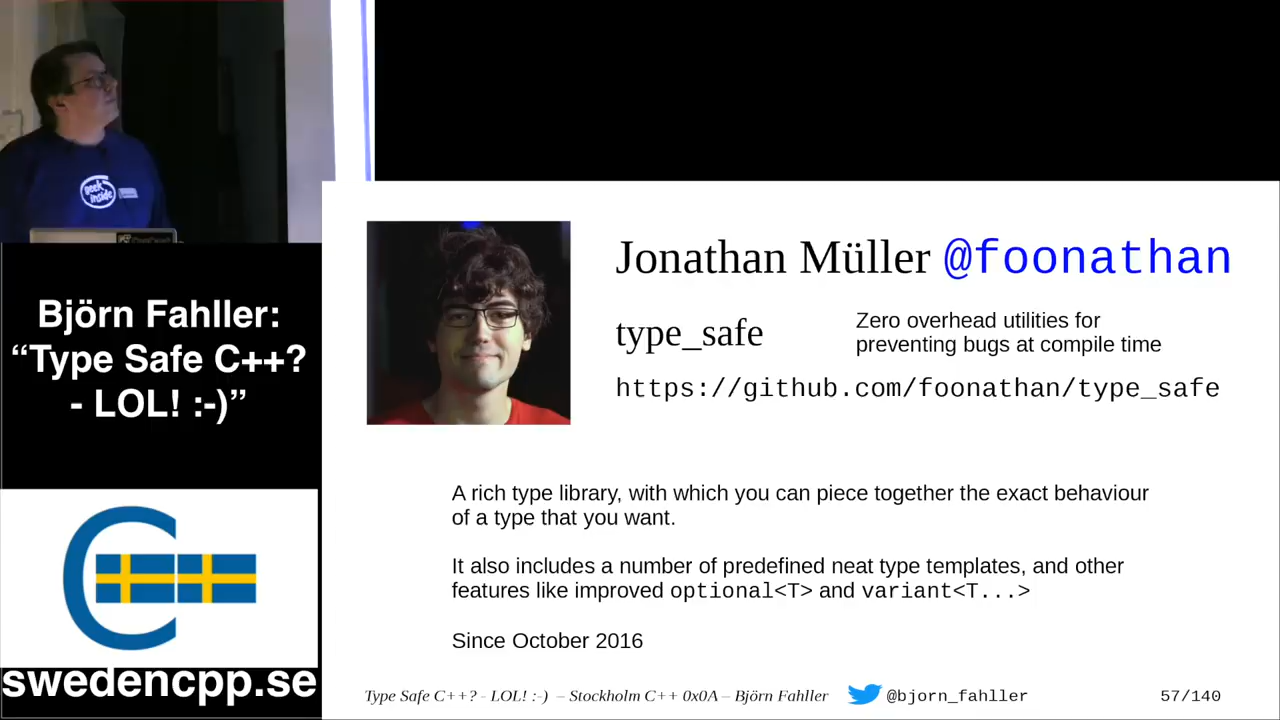 geek
inside
Björn Fahller:
“Type Safe C++?
- LOL! :-)”
C++
swedencpp.se
Jonathan Müller @foonathan
type_safe
Zero overhead utilities for
preventing bugs at compile time
https://github.com/foonathan/type_safe
A rich type library, with which you can piece together the exact behaviour
of a type that you want.
It also includes a number of predefined neat type templates, and other
features like improved optional<T> and variant<T...>
Since October 2016
Type Safe C++? - LOL! :-) – Stockholm C++ 0x0A – Björn Fahller
@bjorn_fahller
57/140